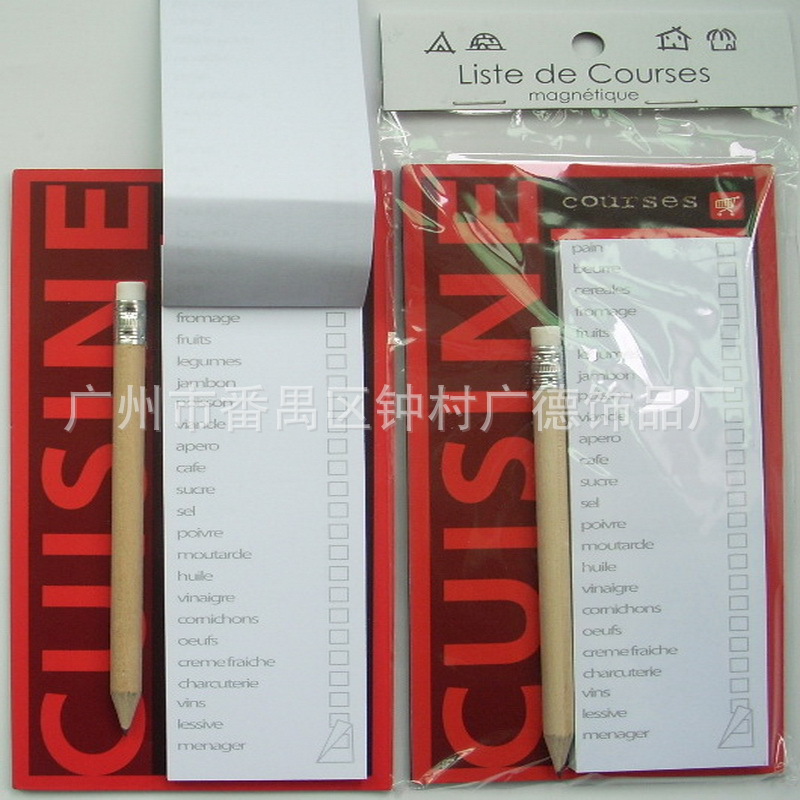 Liste de Courses
magnétique
CUISINE
fromage
fruits
legumes
jambon
poisson
viande
apero
cafe
sucre
sel
poivre
moutarde
huile
vinaigre
cornichons
oeufs
creme fraiche
charcuterie
vins
lessive
menager
CUISINE
courses
pain
beurre
cereales
fromage
fruits
legumes
jambon
viande
apero
cafe
sucre
sel
poivre
moutarde
huile
vinaigre
cornichons
oeufs
creme fraiche
charcuterie
vins
lessive
menager
广州市番禺区钟村广德饰品厂